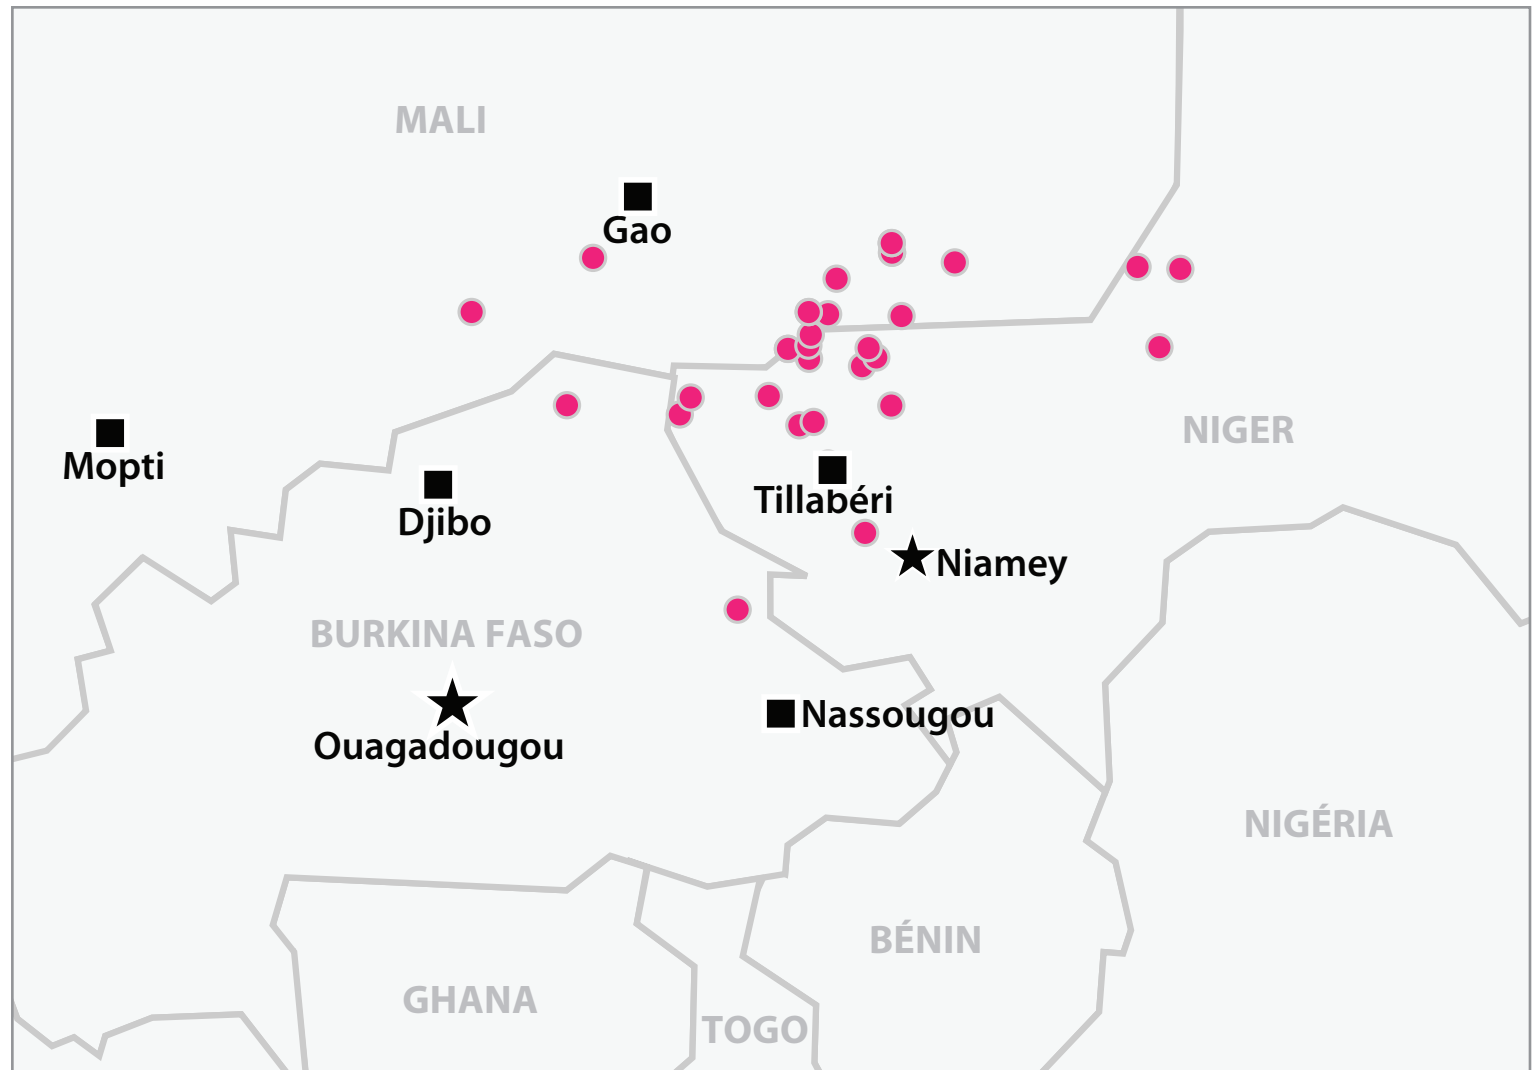 MALI
Gao
NIGER
Mopti
Djibo
Tillabéri
Niamey
BURKINA FASO
Nassougou
Ouagadougou
NIGÉRIA
BÉNIN
GHANA
TOGO